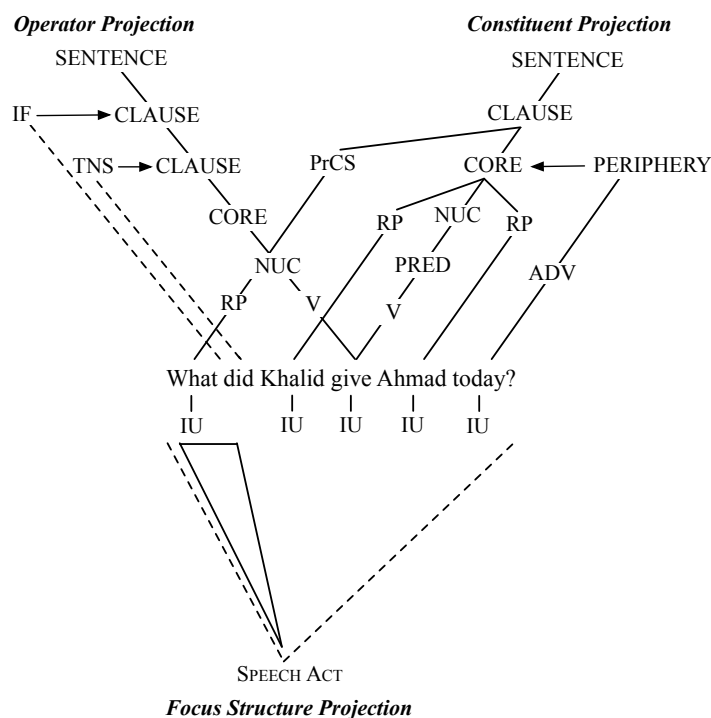 Operator Projection Constituent Projection
SENTENCE SENTENCE
IF CLAUSE CLAUSE
TNS CLAUSE PrCS CORE PERIPHERY
CORE RP NUC RP
NUC PRED ADV
RP V V
What did Khalid give Ahmad today?
IU IU IU IU IU
SPEECH ACT
Focus Structure Projection